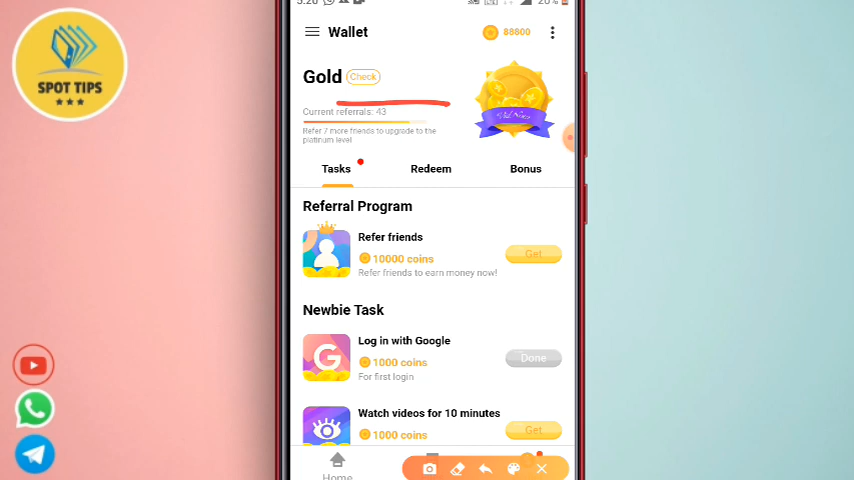 SPOT TIPS
Wallet
88800
Gold
Check
Current referrals: 43
Refer 7 more friends to upgrade to the
platinum level
Tasks
Redeem
Bonus
Referral Program
Refer friends
10000 coins
Refer friends to earn money now!
Get
Newbie Task
Log in with Google
1000 coins
For first login
Done
Watch videos for 10 minutes
1000 coins
Get
Home